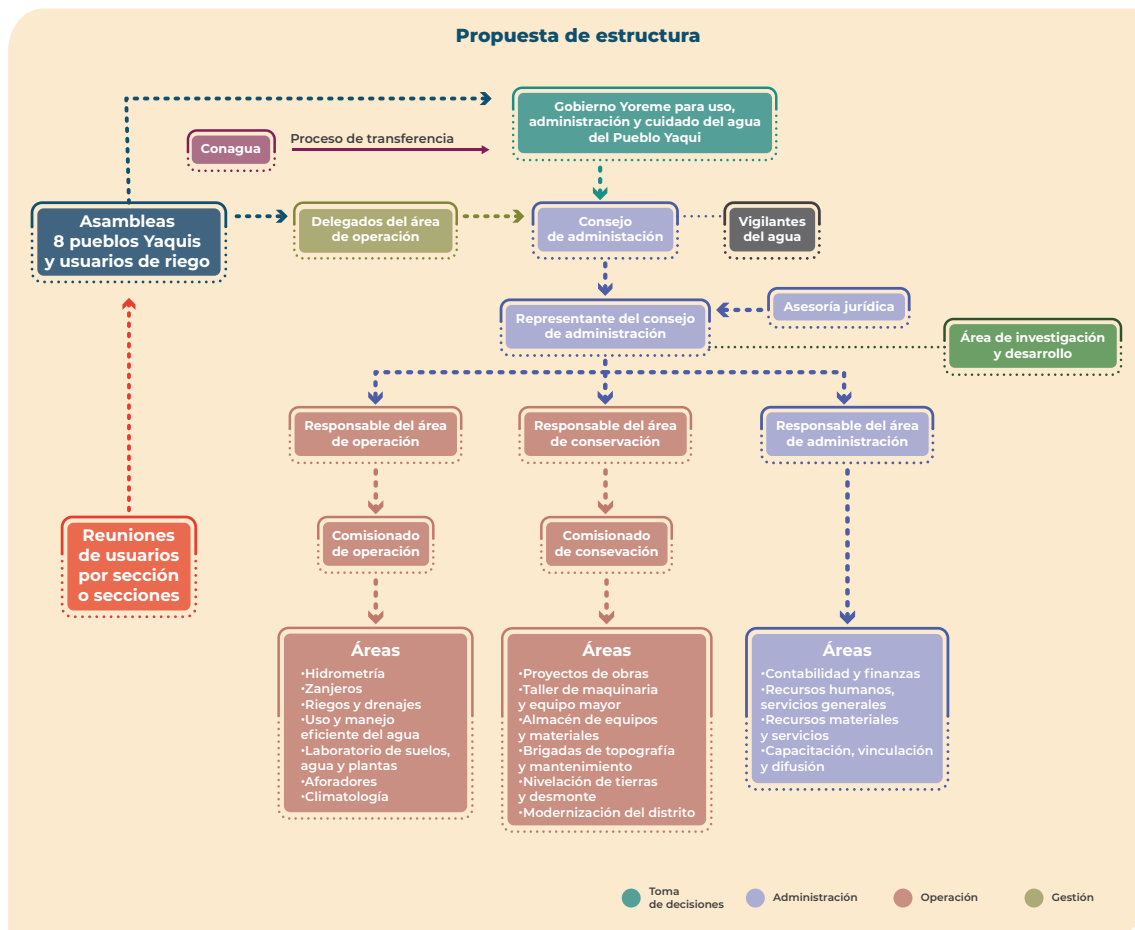 Propuesta de estructura
Gobierno Yoreme para uso,
administración y cuidado del agua
del Pueblo Yaqui
Conagua
Proceso de transferencia
Asambleas
8 pueblos Yaquis
y usuarios de riego
Delegados del área
de operación
Consejo
de administación
Vigilantes
del agua
Representante del consejo
de administración
Asesoría jurídica
Área de investigación
y desarrollo
Responsable del área
de operación
Responsable del área
de conservación
Responsable del área
de administración
Reuniones
de usuarios
por sección
o secciones
Comisionado
de operación
Comisionado
de consevación
Áreas
•Hidrometría
•Zanjeros
•Riegos y drenajes
•Uso y manejo
eficiente del agua
•Laboratorio de suelos,
agua y plantas
•Aforadores
•Climatología
Áreas
•Proyectos de obras
•Taller de maquinaria
y equipo mayor
•Almacén de equipos
y materiales
•Brigadas de topografía
y mantenimiento
•Nivelación de tierras
y desmonte
•Modernización del distrito
Áreas
•Contabilidad y finanzas
•Recursos humanos,
servicios generales
•Recursos materiales
y servicios
•Capacitación, vinculación
y difusión
Toma
de decisiones
Administración
Operación
Gestión